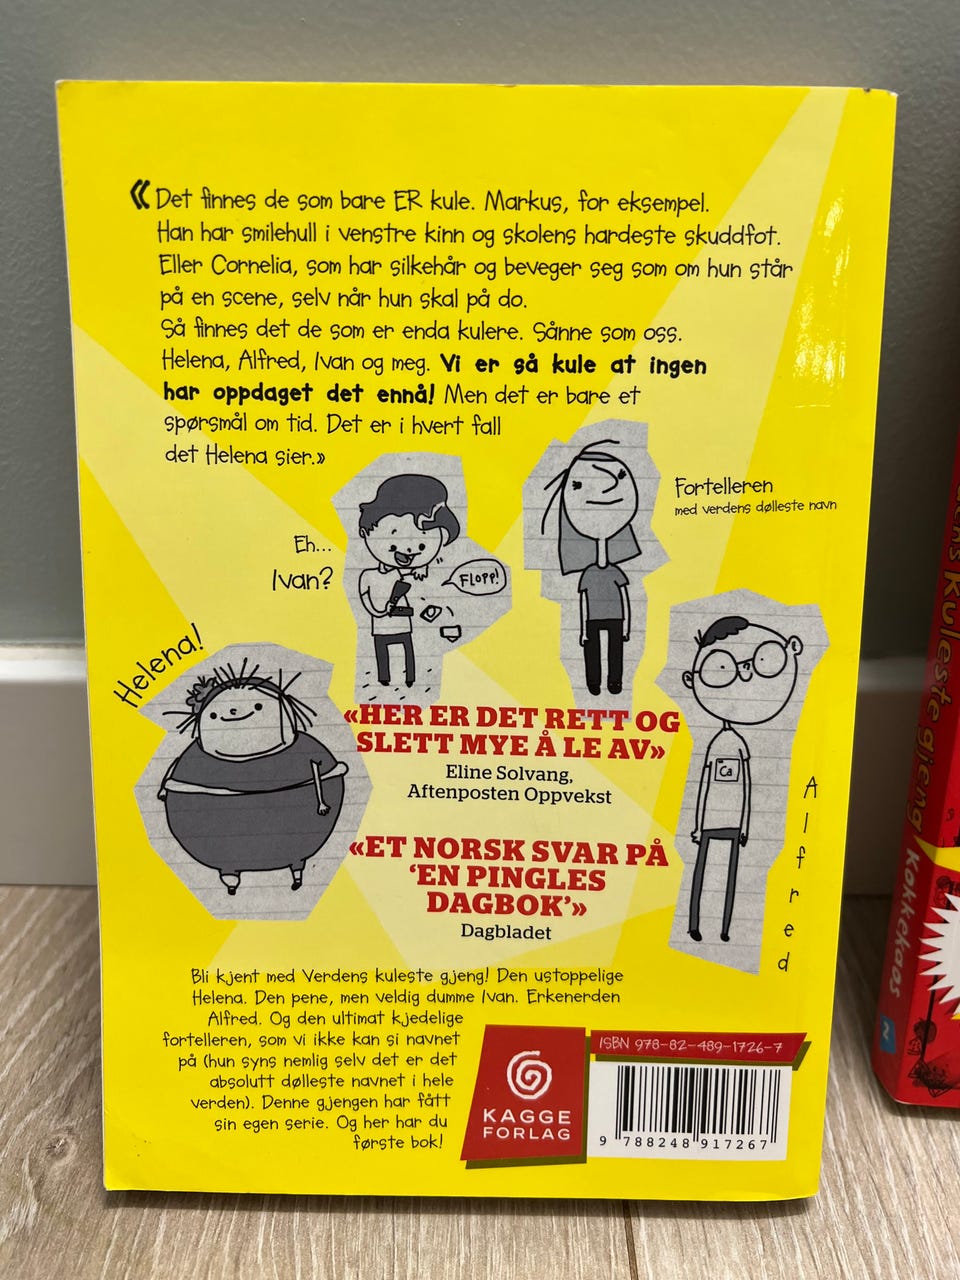 «Det finnes de som bare ER kule. Markus, for eksempel.
Han har smilehull i venstre kinn og skolens hardeste skuddfot.
Eller Cornelia, som har silkehår og beveger seg som om hun står
på en scene, selv når hun skal på do.
Så finnes det de som er enda kulere. Sånne som oss.
Helena, Alfred, Ivan og meg. Vi er så kule at ingen
har oppdaget det ennå! Men det er bare et
spørsmål om tid. Det er i hvert fall
det Helena sier.»
Fortelleren
med verdens dølleste navn
Eh...
Ivan?
FLOPP!
Helena!
Ca
Alfred
«HER ER DET RETT OG
SLETT MYE Å LE AV»
Eline Solvang,
Aftenposten Oppvekst
«ET NORSK SVAR PÅ
‘EN PINGLES
DAGBOK’»
Dagbladet
Bli kjent med Verdens kuleste gjeng! Den ustoppelige
Helena. Den pene, men veldig dumme Ivan. Erkenerden
Alfred. Og den ultimat kjedelige
fortelleren, som vi ikke kan si navnet
på (hun syns nemlig selv det er det
absolutt dølleste navnet i hele
verden). Denne gjengen har fått
sin egen serie. Og her har du
første bok!
KAGGE
FORLAG
ISBN 978-82-489-1726-7
9 788248 917267
Kuleste gjeng
Kokkekaos
2